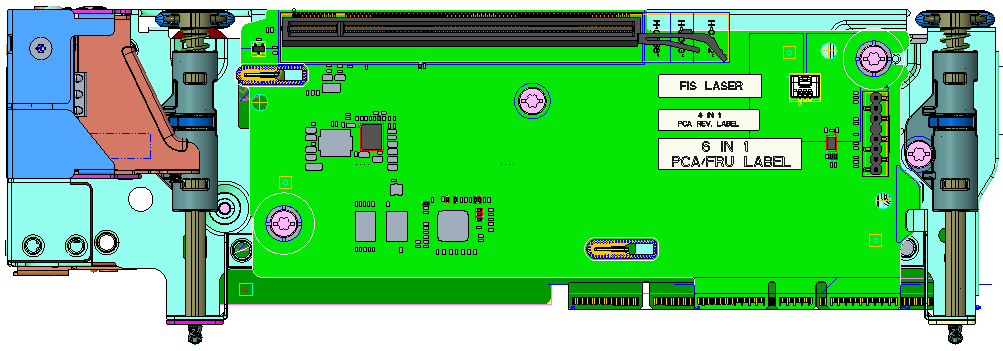 FIS LASER
4 IN 1
PCA REV. LABEL
6 IN 1
PCA/FRU LABEL